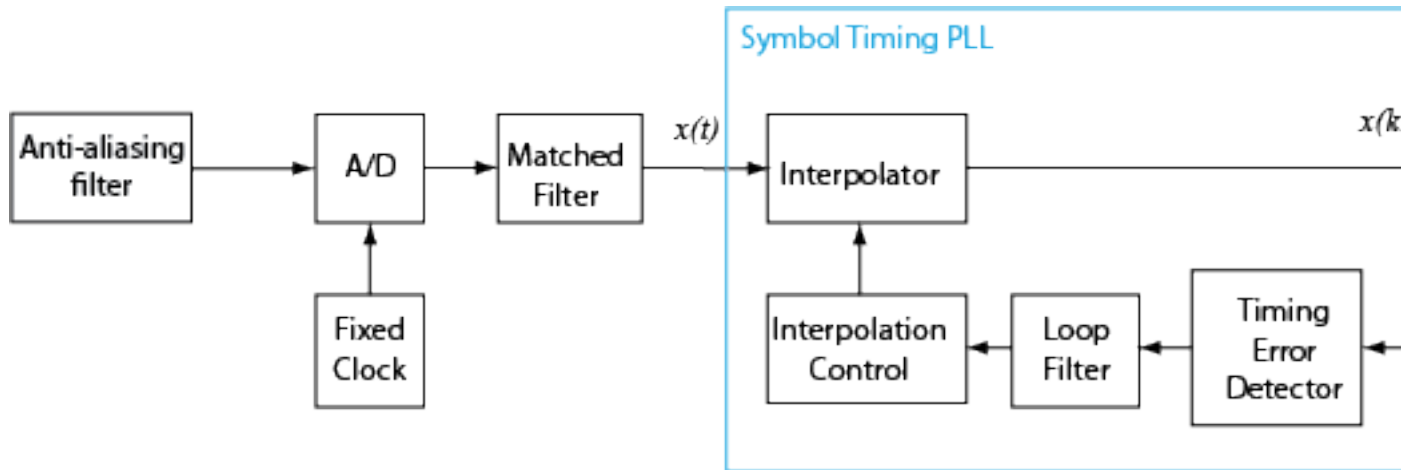 Symbol Timing PLL
Anti-aliasing
filter
A/D
Matched
Filter
x(t)
Interpolator
x(k
Fixed
Clock
Interpolation
Control
Loop
Filter
Timing
Error
Detector